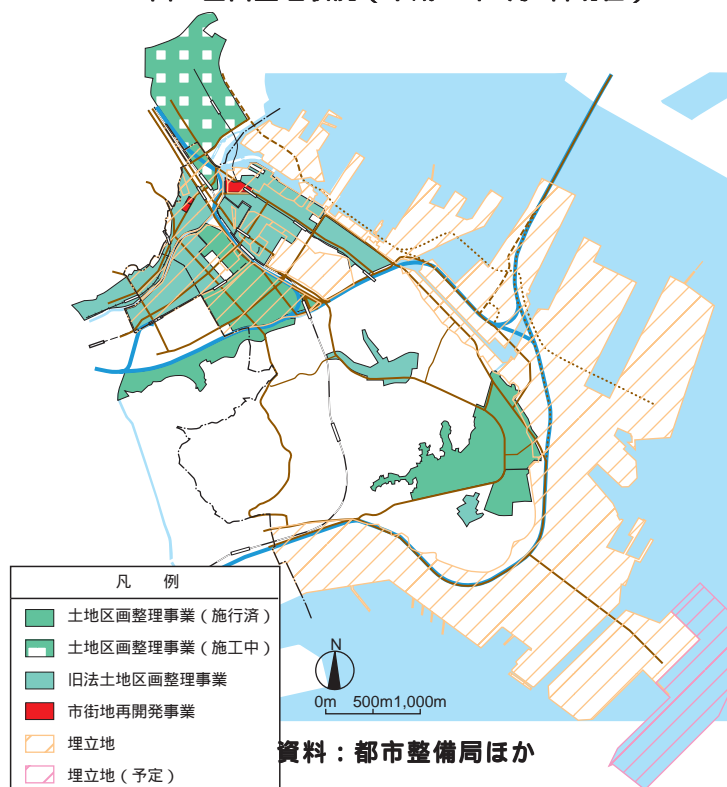 凡 例
土地区画整理事業（施行済）
土地区画整理事業（施工中）
旧法土地区画整理事業
市街地再開発事業
埋立地
埋立地（予定）
N
0m 500m 1,000m
資料：都市整備局ほか